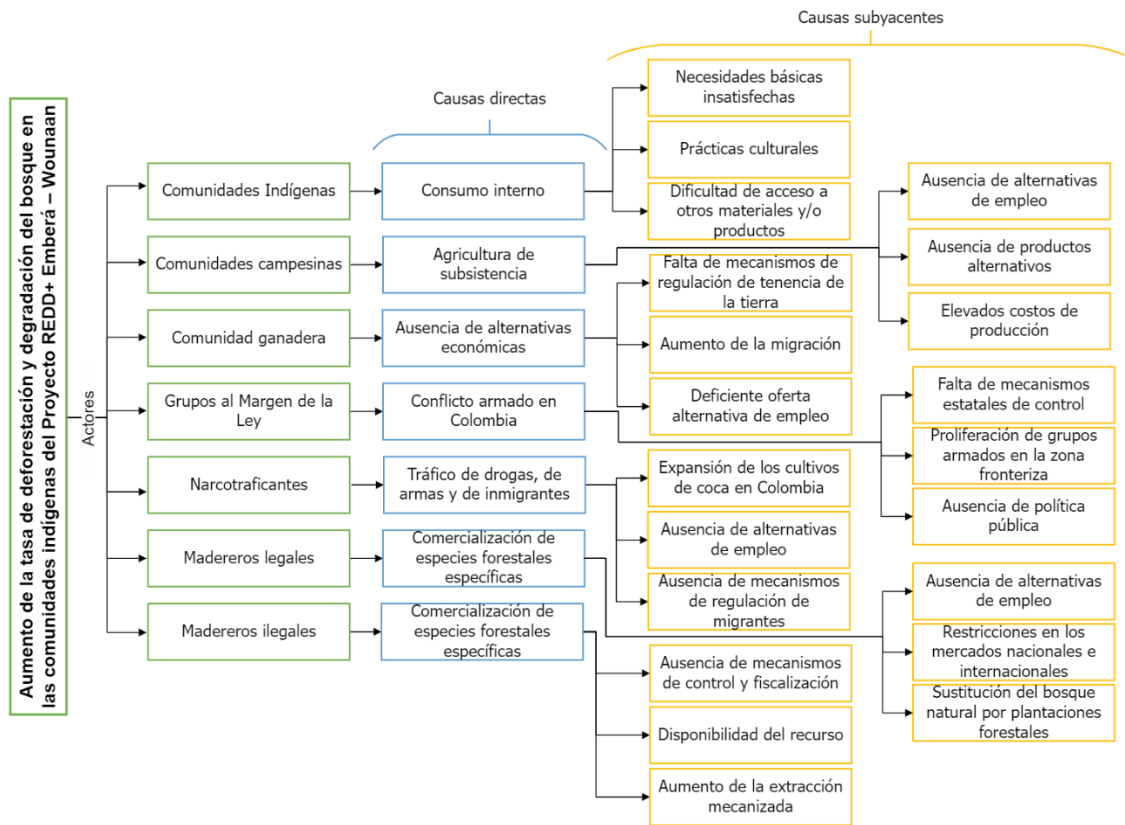 Causas subyacentes
Causas directas
Aumento de la tasa de deforestación y degradación del bosque en
las comunidades indígenas del Proyecto REDD+ Emberá – Wounaan
Actores
Comunidades Indígenas
Consumo interno
Necesidades básicas
insatisfechas
Prácticas culturales
Dificultad de acceso a
otros materiales y/o
productos
Comunidades campesinas
Agricultura de
subsistencia
Ausencia de alternativas
de empleo
Ausencia de productos
alternativos
Elevados costos de
producción
Comunidad ganadera
Ausencia de alternativas
económicas
Falta de mecanismos de
regulación de tenencia de
la tierra
Aumento de la migración
Deficiente oferta
alternativa de empleo
Grupos al Margen de la
Ley
Conflicto armado en
Colombia
Falta de mecanismos
estatales de control
Proliferación de grupos
armados en la zona
fronteriza
Ausencia de política
pública
Narcotraficantes
Tráfico de drogas, de
armas y de inmigrantes
Expansión de los cultivos
de coca en Colombia
Ausencia de alternativas
de empleo
Ausencia de mecanismos
de regulación de
migrantes
Madereros legales
Comercialización de
especies forestales
específicas
Ausencia de alternativas
de empleo
Restricciones en los
mercados nacionales e
internacionales
Sustitución del bosque
natural por plantaciones
forestales
Madereros ilegales
Comercialización de
especies forestales
específicas
Ausencia de mecanismos
de control y fiscalización
Disponibilidad del recurso
Aumento de la extracción
mecanizada